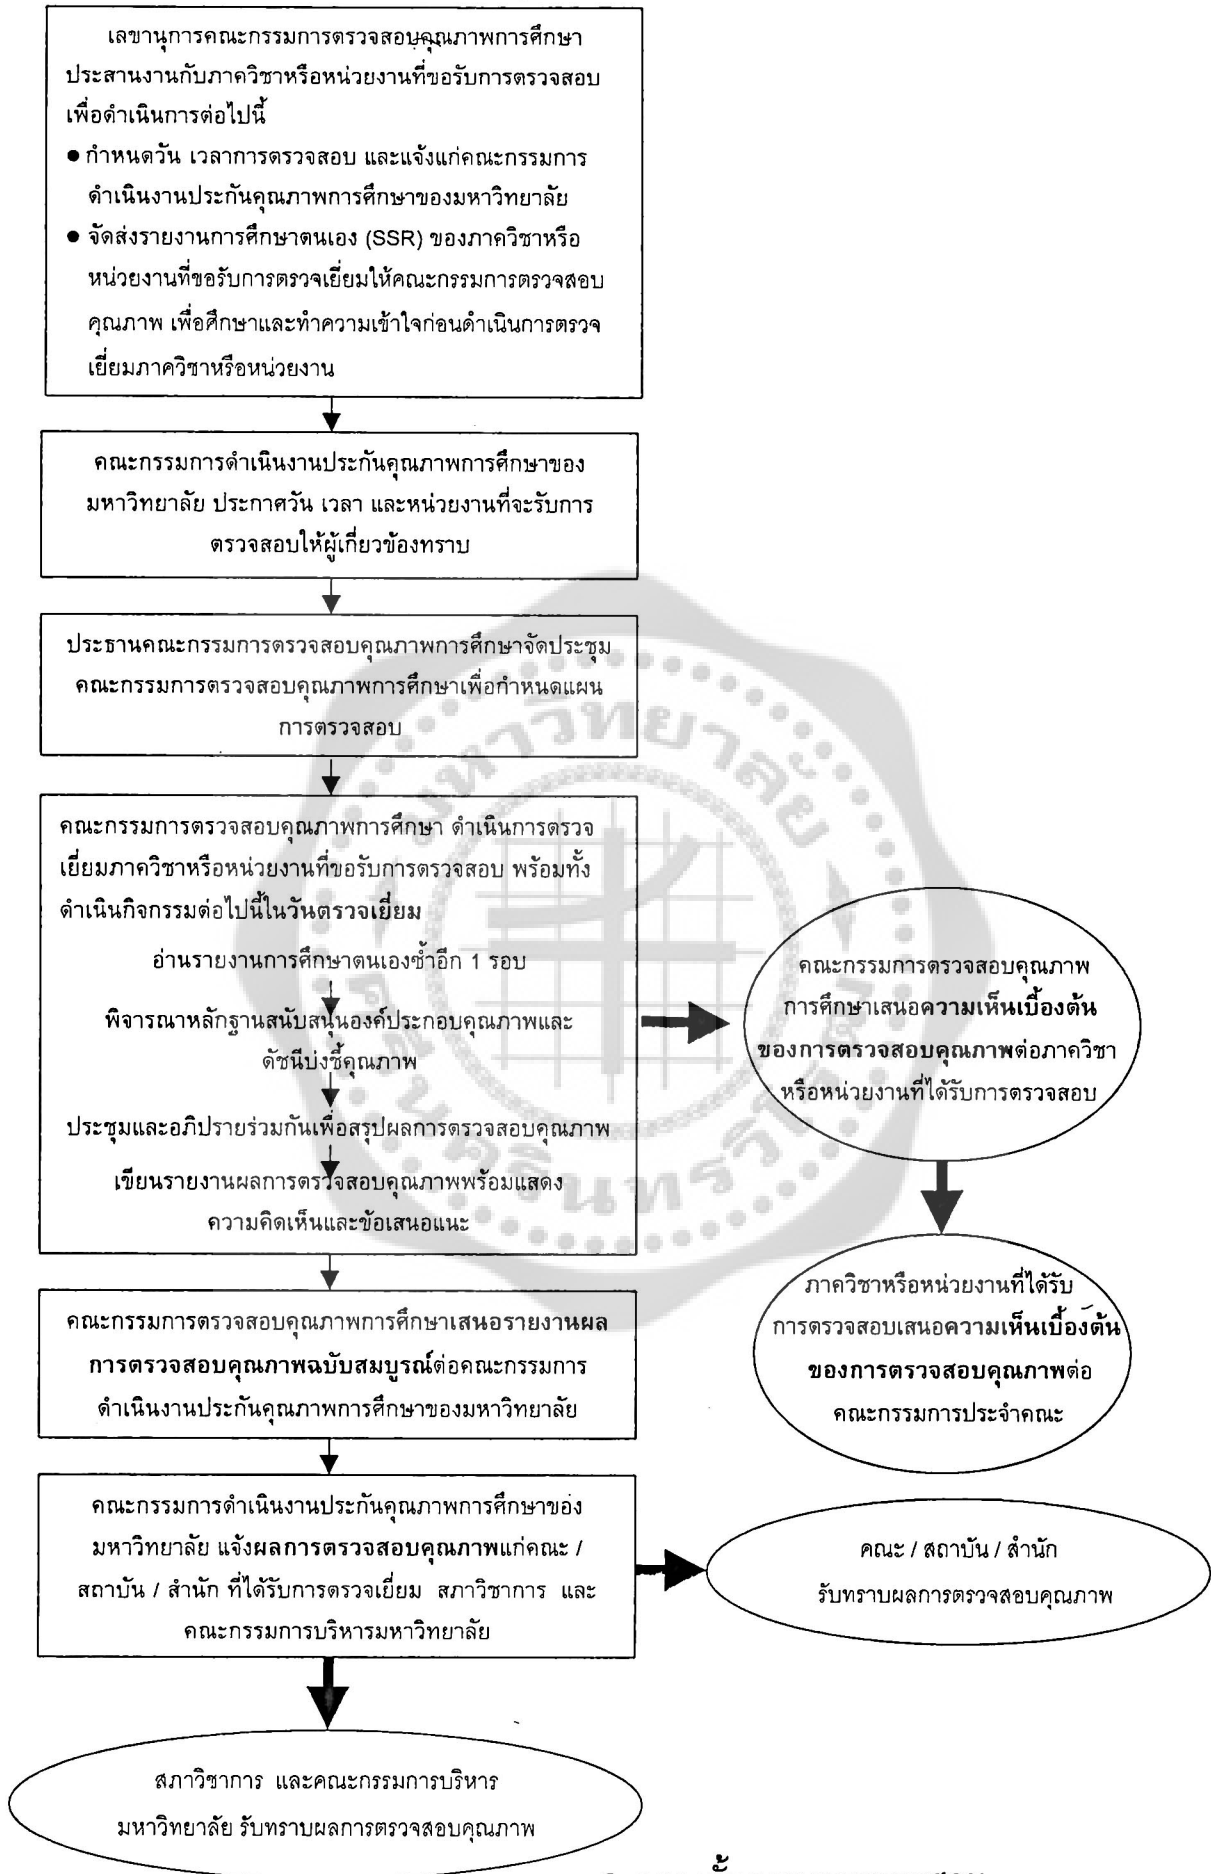 เลขานุการคณะกรรมการตรวจสอบคุณภาพการศึกษา
ประสานงานกับภาควิชาหรือหน่วยงานที่ขอรับการตรวจสอบ
เพื่อดำเนินการต่อไปนี้
● กำหนดวัน เวลาการตรวจสอบ และแจ้งแก่คณะกรรมการ
ดำเนินงานประกันคุณภาพการศึกษาของมหาวิทยาลัย
● จัดส่งรายงานการศึกษาตนเอง (SSR) ของภาควิชาหรือ
หน่วยงานที่ขอรับการตรวจเยี่ยมให้คณะกรรมการตรวจสอบ
คุณภาพ เพื่อศึกษาและทำความเข้าใจก่อนดำเนินการตรวจ
เยี่ยมภาควิชาหรือหน่วยงาน
คณะกรรมการดำเนินงานประกันคุณภาพการศึกษาของ
มหาวิทยาลัย ประกาศวัน เวลา และหน่วยงานที่จะรับการ
ตรวจสอบให้ผู้เกี่ยวข้องทราบ
ประธานคณะกรรมการตรวจสอบคุณภาพการศึกษาจัดประชุม
คณะกรรมการตรวจสอบคุณภาพการศึกษาเพื่อกำหนดแผน
การตรวจสอบ
คณะกรรมการตรวจสอบคุณภาพการศึกษา ดำเนินการตรวจ
เยี่ยมภาควิชาหรือหน่วยงานที่ขอรับการตรวจสอบ พร้อมทั้ง
ดำเนินกิจกรรมต่อไปนี้ในวันตรวจเยี่ยม
อ่านรายงานการศึกษาตนเองซ้ำอีก 1 รอบ
พิจารณาหลักฐานสนับสนุนองค์ประกอบคุณภาพและ
ดัชนีบ่งชี้คุณภาพ
ประชุมและอภิปรายร่วมกันเพื่อสรุปผลการตรวจสอบคุณภาพ
เขียนรายงานผลการตรวจสอบคุณภาพพร้อมแสดง
ความคิดเห็นและข้อเสนอแนะ
คณะกรรมการตรวจสอบคุณภาพ
การศึกษาเสนอความเห็นเบื้องต้น
ของการตรวจสอบคุณภาพต่อภาควิชา
หรือหน่วยงานที่ได้รับการตรวจสอบ
ภาควิชาหรือหน่วยงานที่ได้รับ
การตรวจสอบเสนอความเห็นเบื้องต้น
ของการตรวจสอบคุณภาพต่อ
คณะกรรมการประจำคณะ
คณะกรรมการตรวจสอบคุณภาพการศึกษาเสนอรายงานผล
การตรวจสอบคุณภาพฉบับสมบูรณ์ต่อคณะกรรมการ
ดำเนินงานประกันคุณภาพการศึกษาของมหาวิทยาลัย
คณะกรรมการดำเนินงานประกันคุณภาพการศึกษาของ
มหาวิทยาลัย แจ้งผลการตรวจสอบคุณภาพแก่คณะ /
สถาบัน / สำนัก ที่ได้รับการตรวจเยี่ยม สภาวิชาการ และ
คณะกรรมการบริหารมหาวิทยาลัย
คณะ / สถาบัน / สำนัก
รับทราบผลการตรวจสอบคุณภาพ
สภาวิชาการ และคณะกรรมการบริหาร
มหาวิทยาลัย รับทราบผลการตรวจสอบคุณภาพ
มหาวิทยาลัย
ศรีนครินทรวิโรฒ